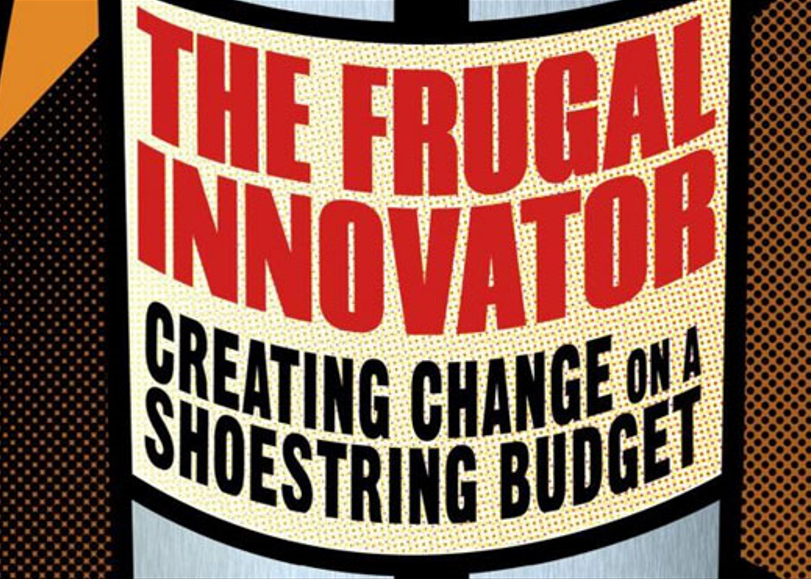 THE FRUGAL
INNOVATOR
CREATING CHANGE ON A
SHOESTRING BUDGET